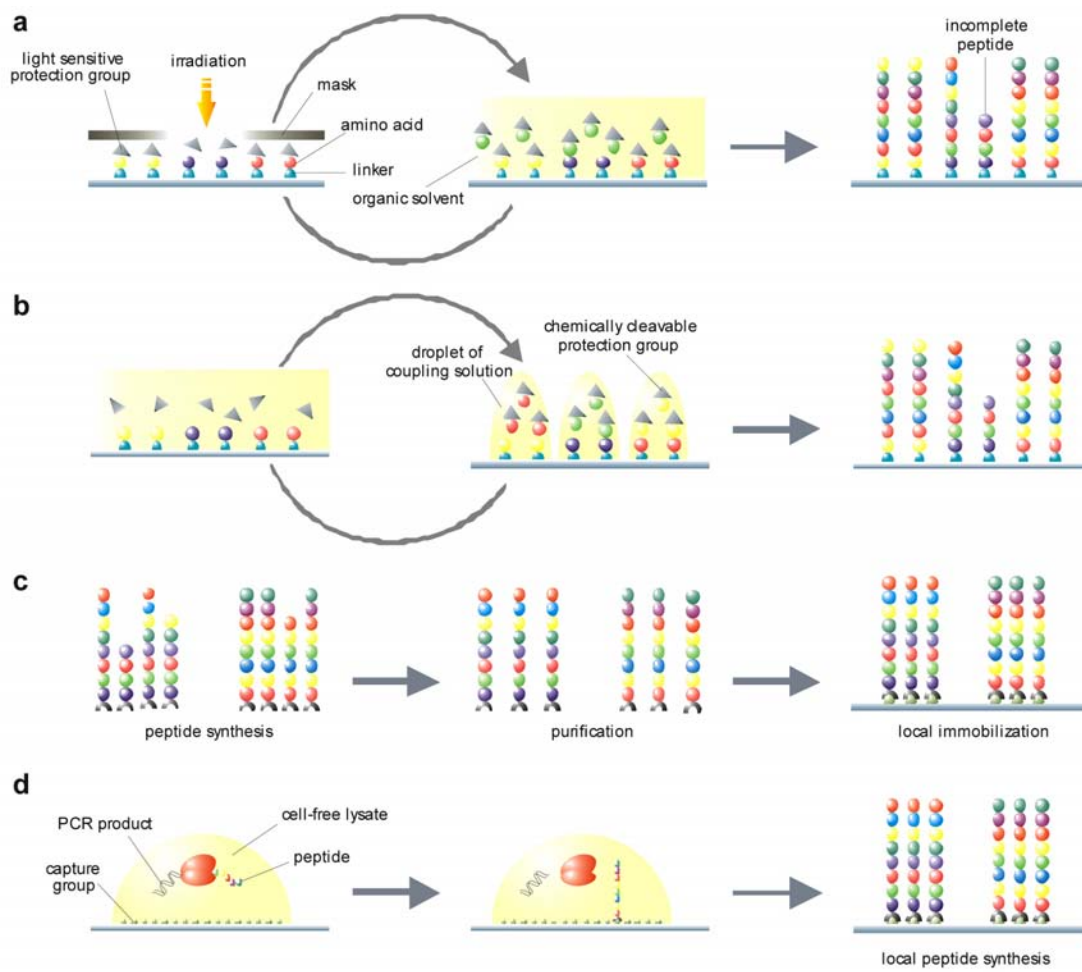 a
light sensitive
protection group
irradiation
mask
amino acid
linker
organic solvent
incomplete
peptide
b
droplet of
coupling solution
chemically cleavable
protection group
c
peptide synthesis
purification
local immobilization
d
PCR product
cell-free lysate
capture
group
peptide
local peptide synthesis